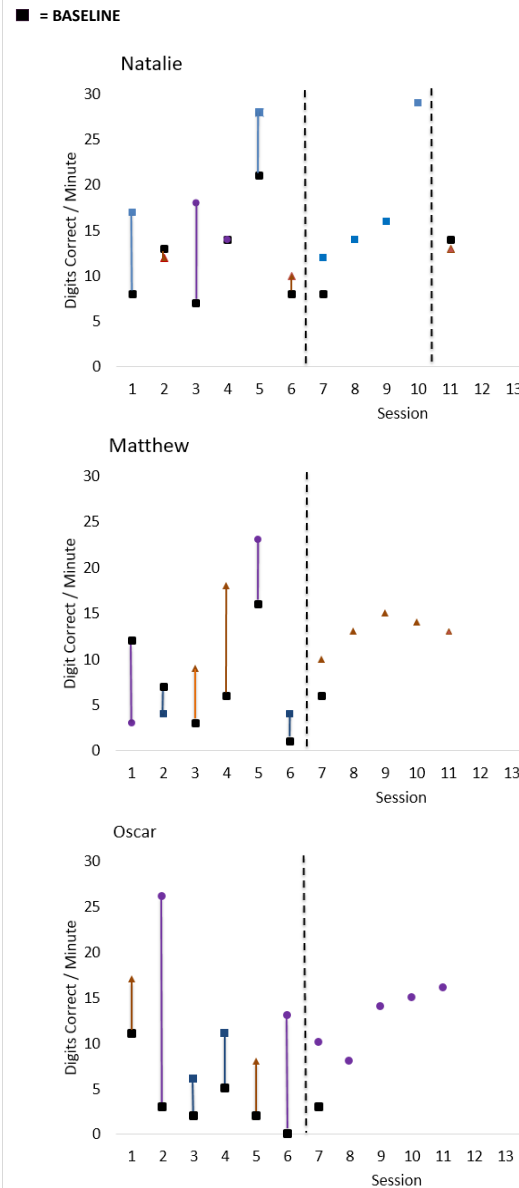 = BASELINE
Natalie
30
25
20
15
10
5
0
Digits Correct / Minute
1 2 3 4 5 6 7 8 9 10 11 12 13
Session
Matthew
30
25
20
15
10
5
0
Digit Correct / Minute
1 2 3 4 5 6 7 8 9 10 11 12 13
Session
Oscar
30
25
20
15
10
5
0
Digits Correct / Minute
1 2 3 4 5 6 7 8 9 10 11 12 13
Session